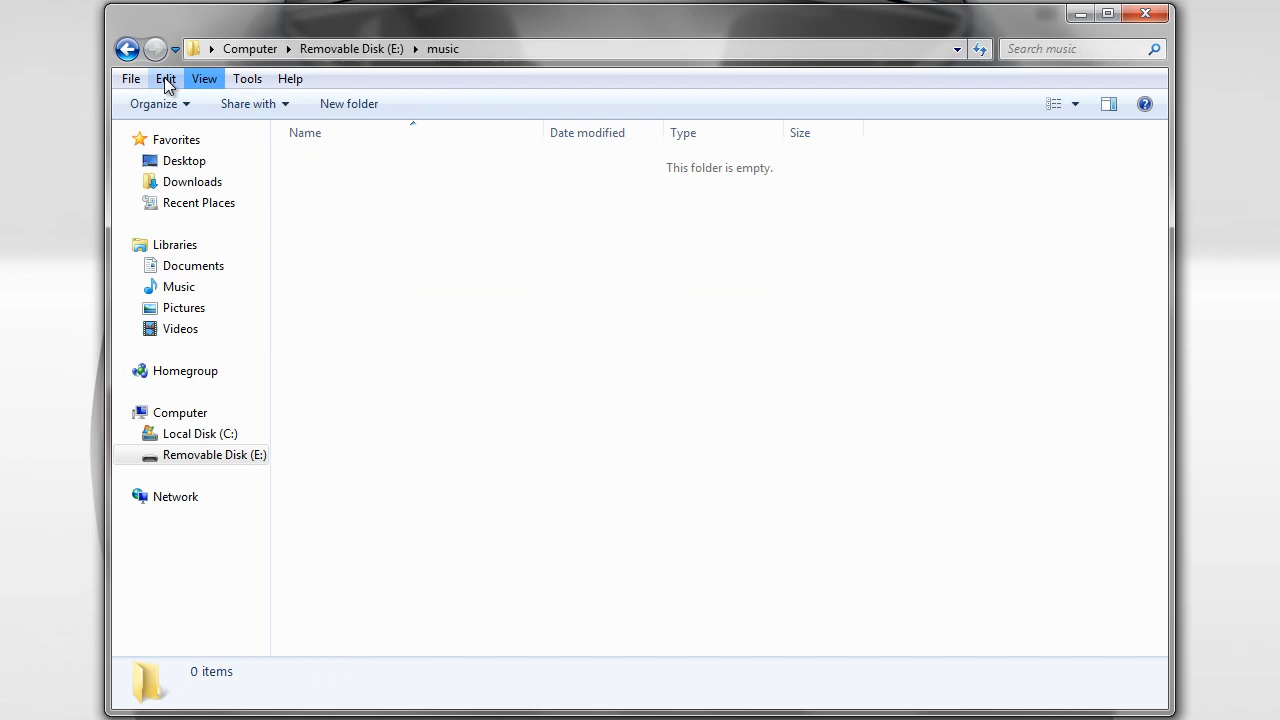 Computer Removable Disk (E:) music
Search music
File Edit View Tools Help
Organize Share with New folder
Name Date modified Type Size
This folder is empty.
Favorites
Desktop
Downloads
Recent Places
Libraries
Documents
Music
Pictures
Videos
Homegroup
Computer
Local Disk (C:)
Removable Disk (E:)
Network
0 items